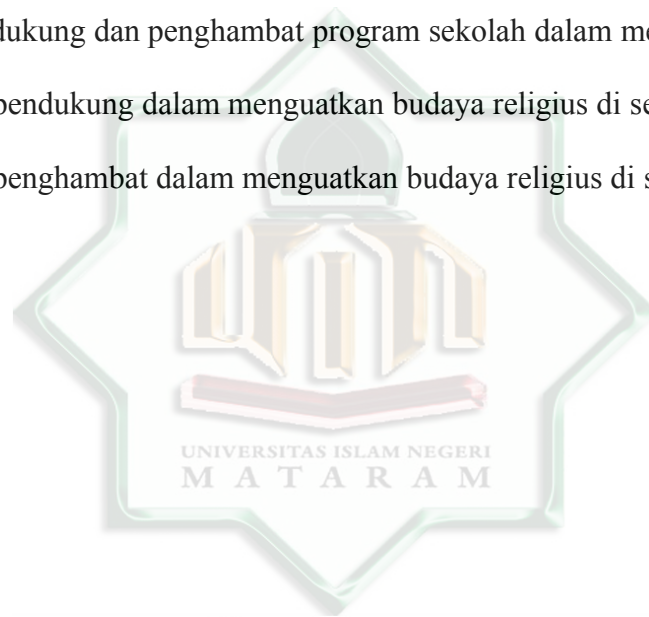 dukung dan penghambat program sekolah dalam me
pendukung dalam menguatkan budaya religius di se
penghambat dalam menguatkan budaya religius di s
UNIVERSITAS ISLAM NEGERI
MATARAM